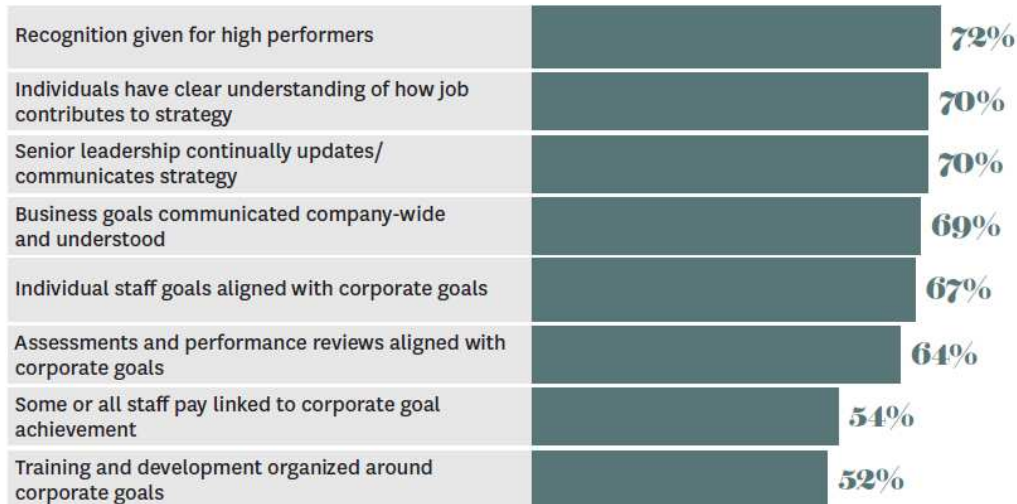 Recognition given for high performers
72%
Individuals have clear understanding of how job
contributes to strategy
70%
Senior leadership continually updates/
communicates strategy
70%
Business goals communicated company-wide
and understood
69%
Individual staff goals aligned with corporate goals
67%
Assessments and performance reviews aligned with
corporate goals
64%
Some or all staff pay linked to corporate goal
achievement
54%
Training and development organized around
corporate goals
52%